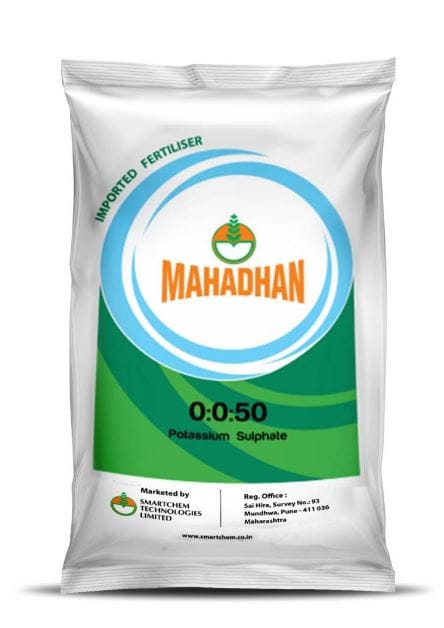 IMPORTED FERTILISER
MAHADHAN
0:0:50
Potassium Sulphate
Marketed by
SMARTCHEM
TECHNOLOGIES
LIMITED
Reg. Office :
Sai Hira, Survey No.: 93
Mundhwa, Pune - 411 036
Maharashtra
www.smartchem.co.in